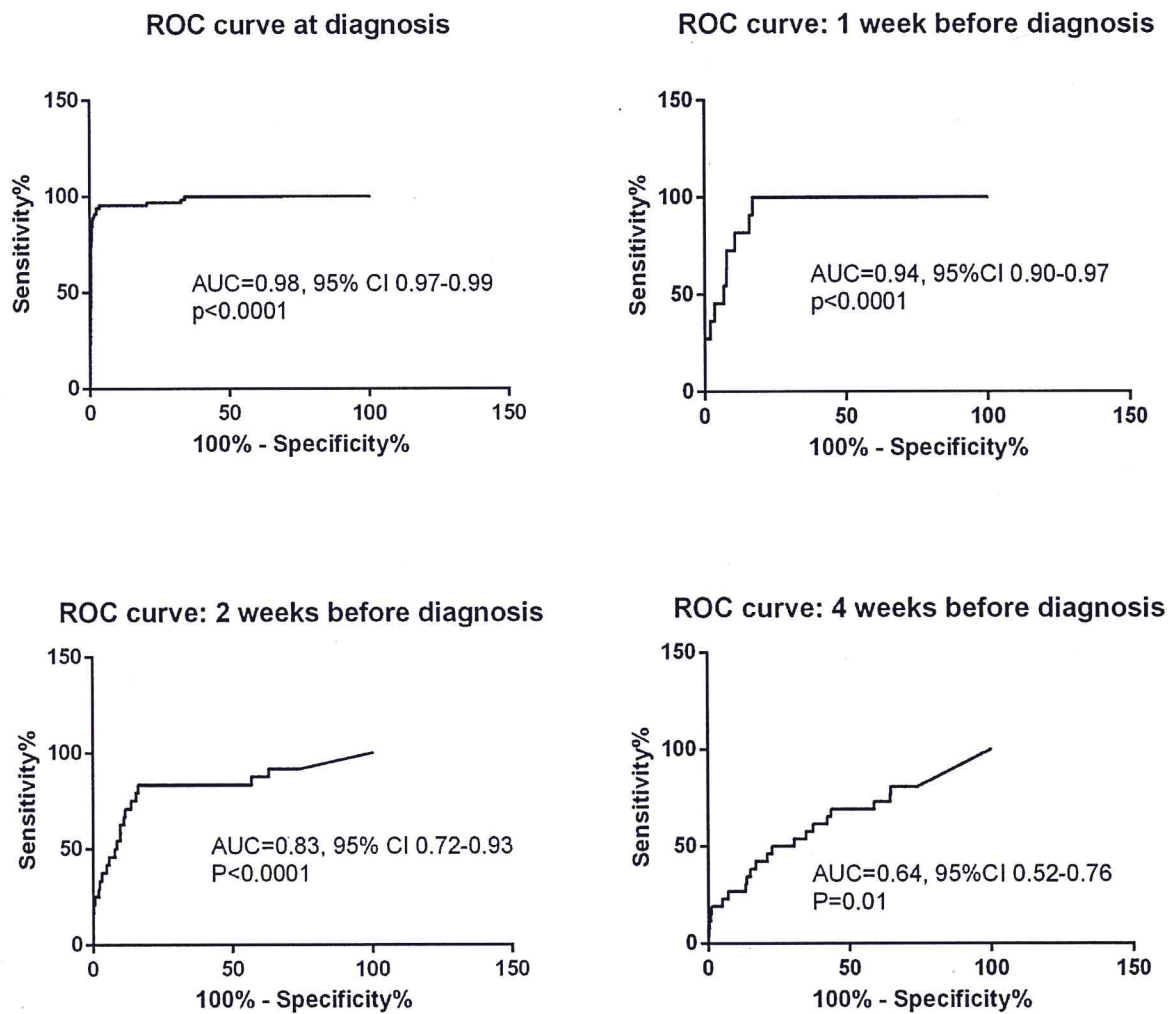 ROC curve at diagnosis
150
100
50
0
Sensitivity%
AUC=0.98, 95% CI 0.97-0.99
p<0.0001
0 50 100 150
100% - Specificity%
ROC curve: 1 week before diagnosis
150
100
50
0
Sensitivity%
AUC=0.94, 95%CI 0.90-0.97
p<0.0001
0 50 100 150
100% - Specificity%
ROC curve: 2 weeks before diagnosis
150
100
50
0
Sensitivity%
AUC=0.83, 95% CI 0.72-0.93
P<0.0001
0 50 100 150
100% - Specificity%
ROC curve: 4 weeks before diagnosis
150
100
50
0
Sensitivity%
AUC=0.64, 95%CI 0.52-0.76
P=0.01
0 50 100 150
100% - Specificity%